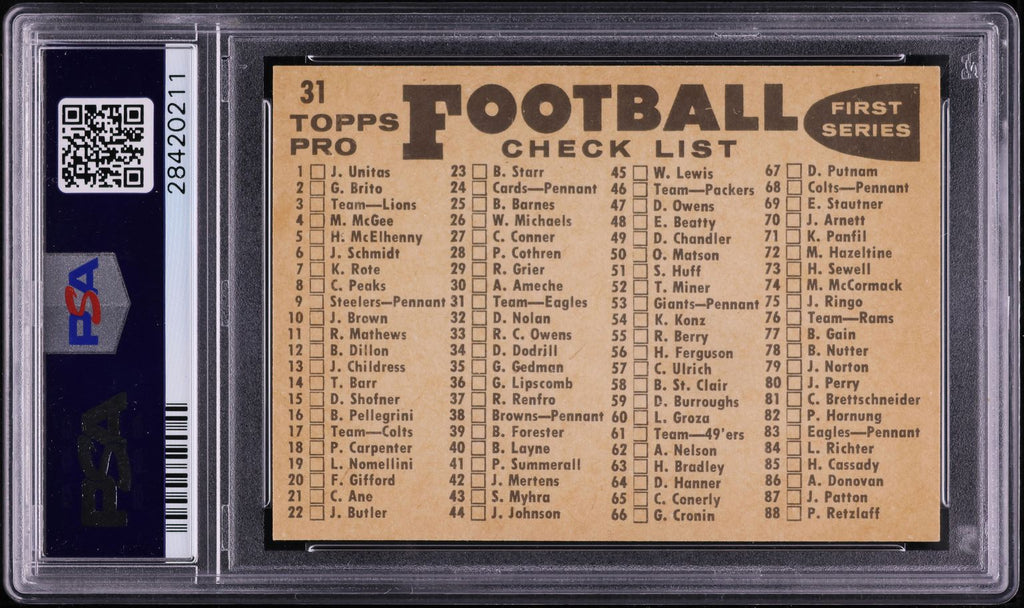 28420211
PSA
PSA
31
TOPPS
PRO
FOOTBALL
CHECK LIST
FIRST
SERIES
1 J. Unitas
2 G. Brito
3 Team—Lions
4 M. McGee
5 H. McElhenny
6 J. Schmidt
7 K. Rote
8 C. Peaks
9 Steelers—Pennant
10 J. Brown
11 R. Mathews
12 B. Dillon
13 J. Childress
14 T. Barr
15 D. Shofner
16 B. Pellegrini
17 Team—Colts
18 P. Carpenter
19 L. Nomellini
20 F. Gifford
21 C. Ane
22 J. Butler
23 B. Starr
24 Cards—Pennant
25 B. Barnes
26 W. Michaels
27 C. Conner
28 P. Cothren
29 R. Grier
30 A. Ameche
31 Team—Eagles
32 D. Nolan
33 R. C. Owens
34 D. Dodrill
35 G. Gedman
36 G. Lipscomb
37 R. Renfro
38 Browns—Pennant
39 B. Forester
40 B. Layne
41 P. Summerall
42 J. Mertens
43 S. Myhra
44 J. Johnson
45 W. Lewis
46 Team—Packers
47 D. Owens
48 E. Beatty
49 D. Chandler
50 O. Matson
51 S. Huff
52 T. Miner
53 Giants—Pennant
54 K. Konz
55 R. Berry
56 H. Ferguson
57 C. Ulrich
58 B. St. Clair
59 D. Burroughs
60 L. Groza
61 Team—49'ers
62 A. Nelson
63 H. Bradley
64 D. Hanner
65 C. Conerly
66 G. Cronin
67 D. Putnam
68 Colts—Pennant
69 E. Stautner
70 J. Arnett
71 K. Panfil
72 M. Hazeltine
73 H. Sewell
74 M. McCormack
75 J. Ringo
76 Team—Rams
77 B. Gain
78 B. Nutter
79 J. Norton
80 J. Perry
81 C. Brettschneider
82 P. Hornung
83 Eagles—Pennant
84 L. Richter
85 H. Cassady
86 A. Donovan
87 J. Patton
88 P. Retzlaff